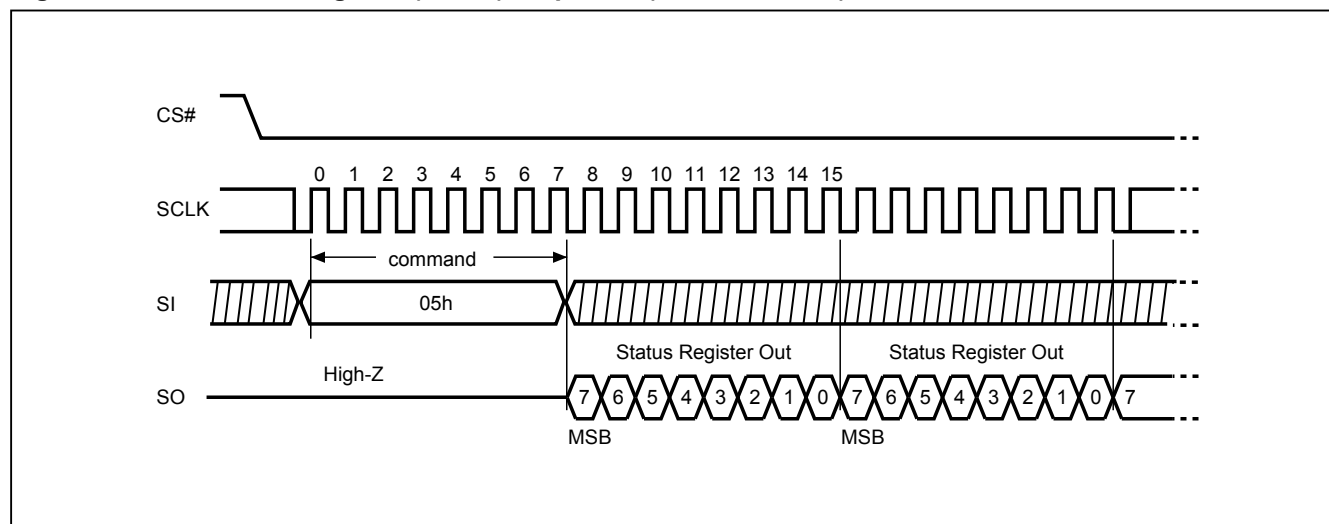 CS#
0 1 2 3 4 5 6 7 8 9 10 11 12 13 14 15
SCLK
command
SI
05h
Status Register Out Status Register Out
High-Z
SO
7 6 5 4 3 2 1 0 7 6 5 4 3 2 1 0 7
MSB MSB